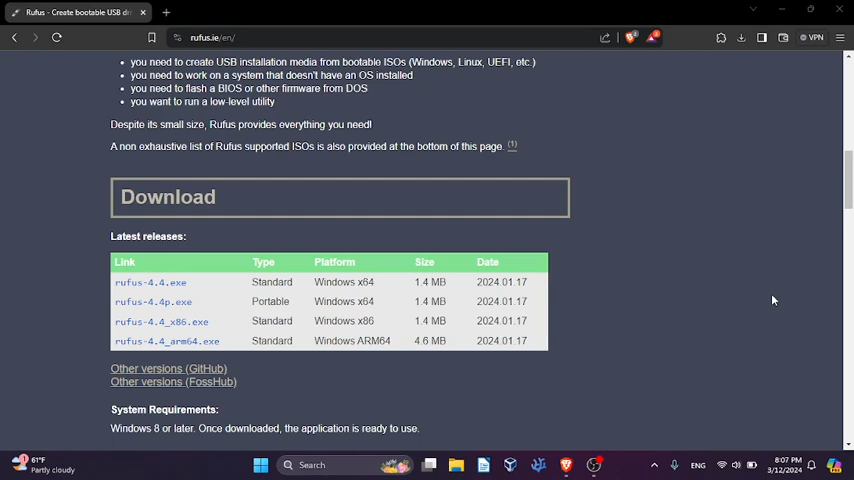 Rufus - Create bootable USB dr
rufus.ie/en/
2
VPN
you need to create USB installation media from bootable ISOs (Windows, Linux, UEFI, etc.)
you need to work on a system that doesn't have an OS installed
you need to flash a BIOS or other firmware from DOS
you want to run a low-level utility
Despite its small size, Rufus provides everything you need!
A non exhaustive list of Rufus supported ISOs is also provided at the bottom of this page. (1)
Download
Latest releases:
Link Type Platform Size Date
rufus-4.4.exe Standard Windows x64 1.4 MB 2024.01.17
rufus-4.4p.exe Portable Windows x64 1.4 MB 2024.01.17
rufus-4.4_x86.exe Standard Windows x86 1.4 MB 2024.01.17
rufus-4.4_arm64.exe Standard Windows ARM64 4.6 MB 2024.01.17
Other versions (GitHub)
Other versions (FossHub)
System Requirements:
Windows 8 or later. Once downloaded, the application is ready to use.
1
61°F
Partly cloudy
Search
ENG
8:07 PM
3/12/2024